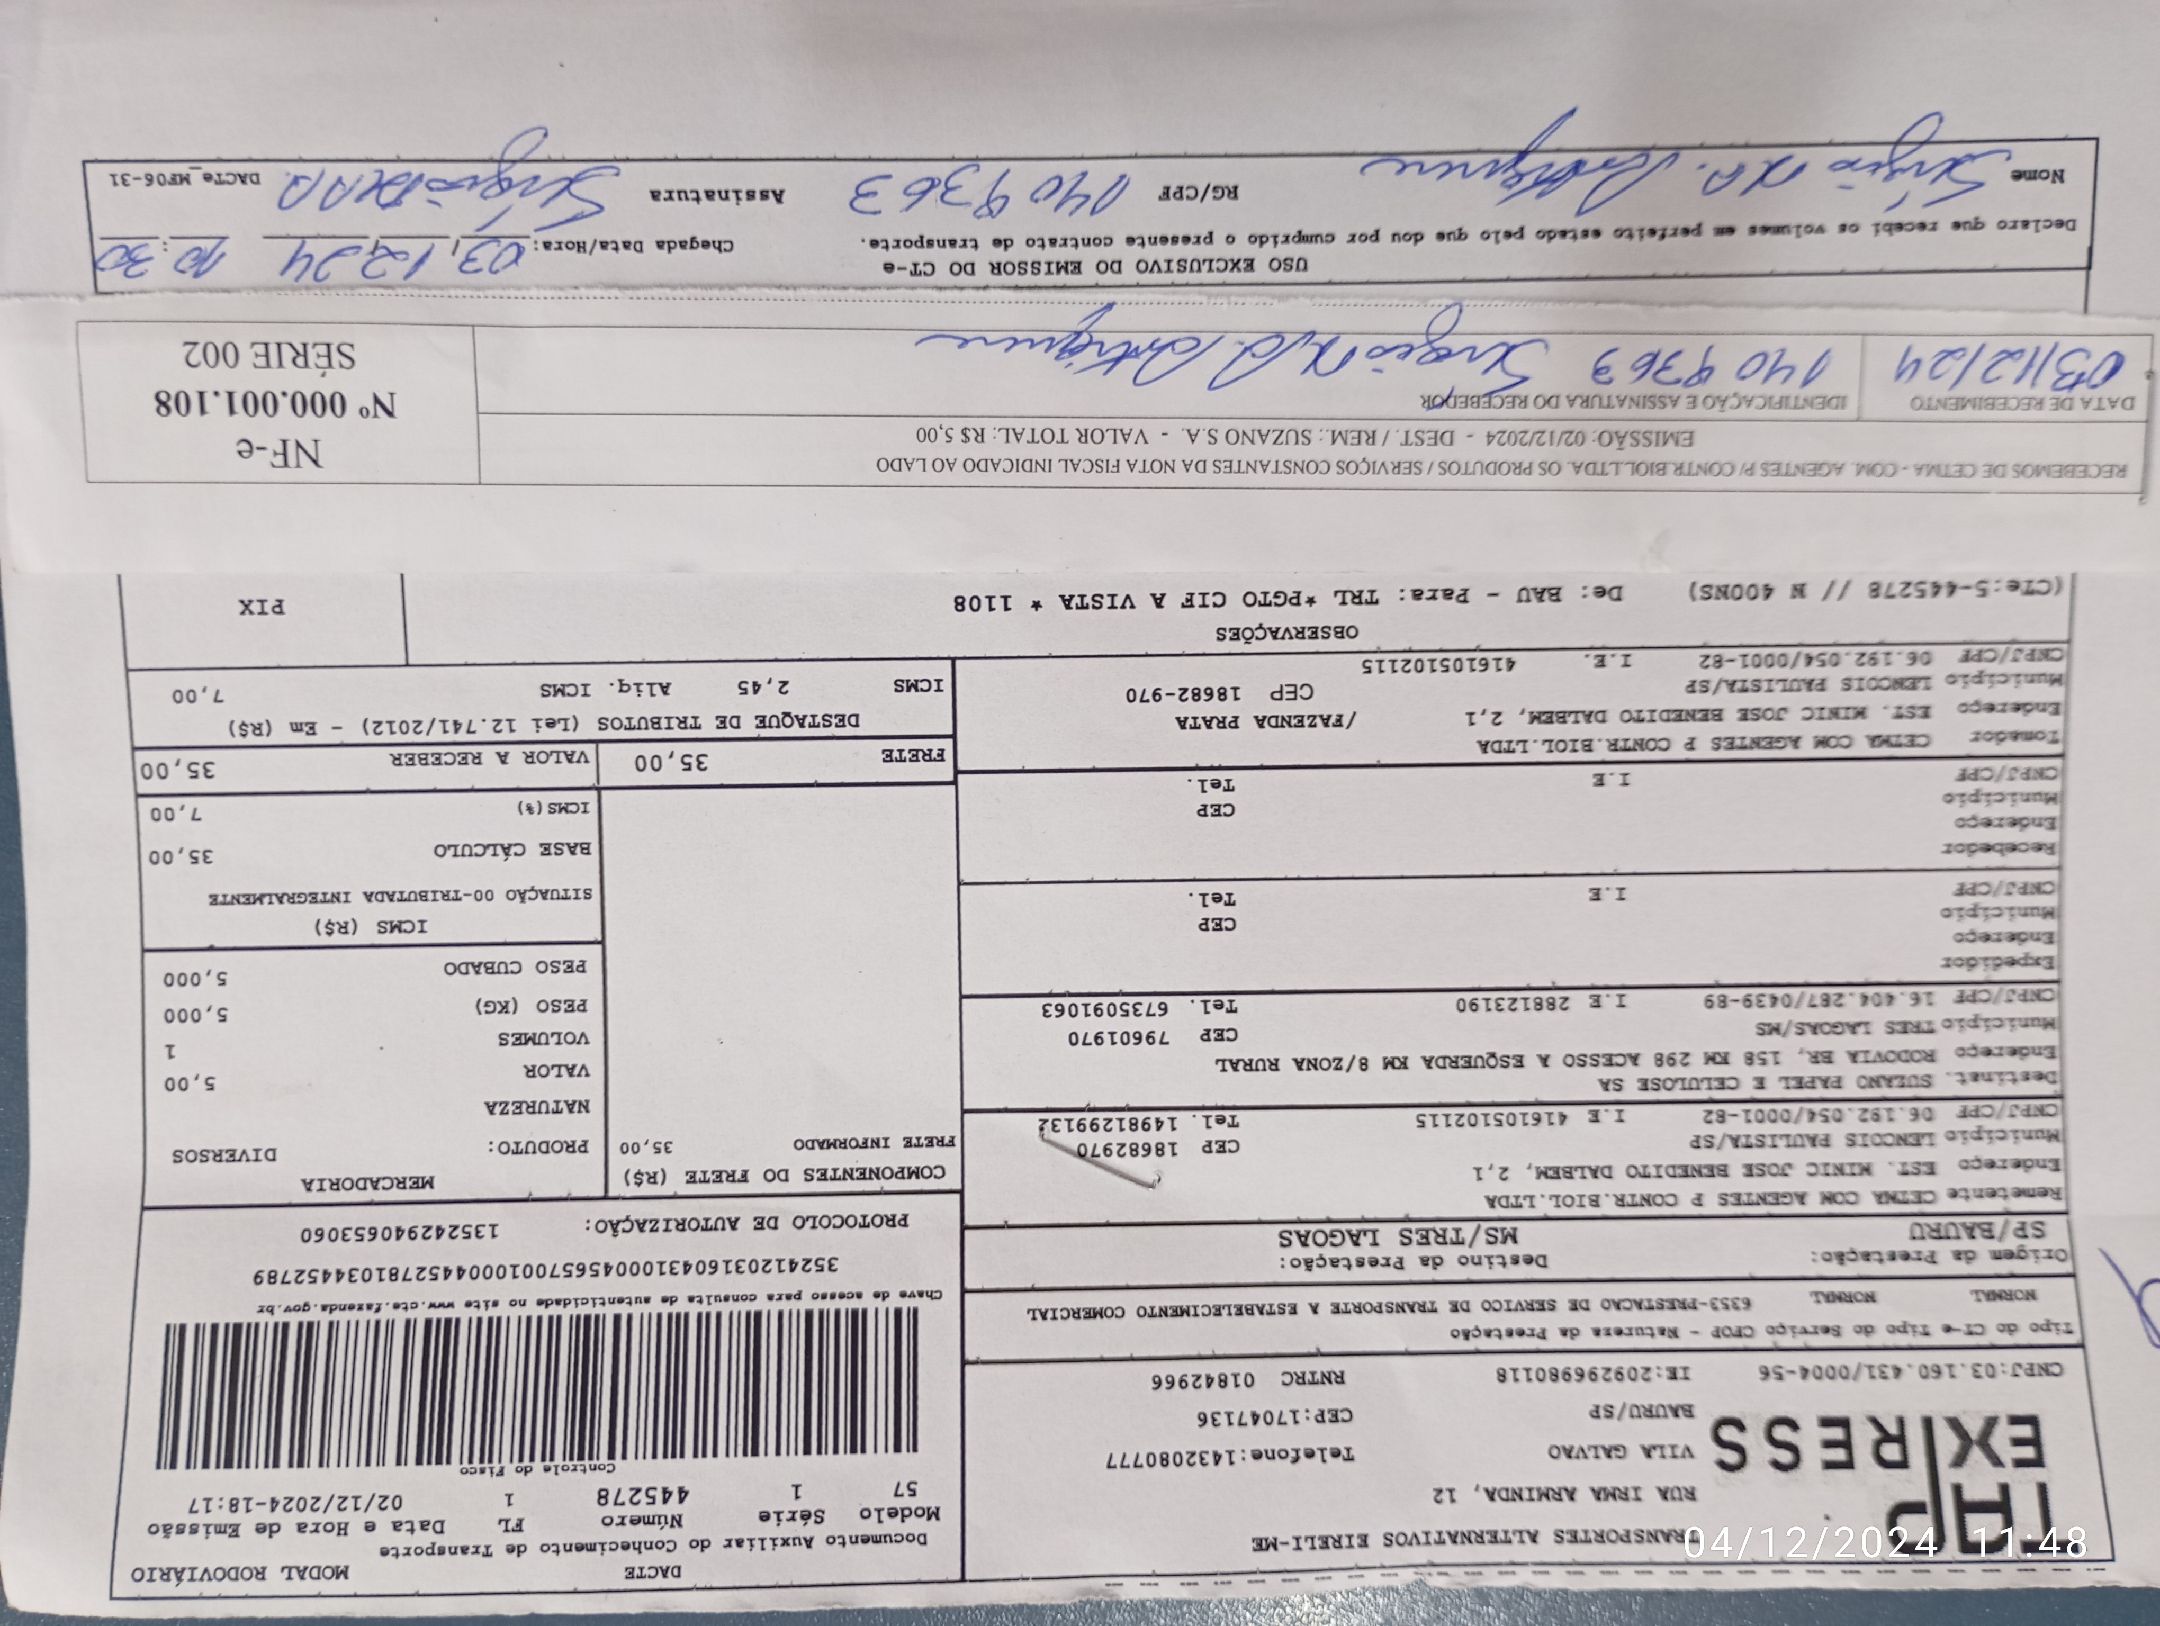 TAP
EXPRESS
TRANSPORTES ALTERNATIVOS EIRELI-ME
RUA IRMA ARMINDA, 12
VILA GALVAO Telefone:1432080777
BAURU/SP CEP:17047136
CNPJ:03.160.431/0004-56 IE:209296980118 RNTRC 01842966
DACTE MODAL RODOVIÁRIO
Documento Auxiliar do Conhecimento de Transporte
Modelo Série Número FL Data e Hora de Emissão
57 1 445278 1 02/12/2024-18:17
Controle do Fisco
Chave de acesso para consulta de autenticidade no site www.cte.fazenda.gov.br
35241203160431000456570010004452781034452789
PROTOCOLO DE AUTORIZAÇÃO: 135242940653060
Tipo do CT-e Tipo do Serviço CFOP - Natureza da Prestação
NORMAL NORMAL 6353-PRESTACAO DE SERVICO DE TRANSPORTE A ESTABELECIMENTO COMERCIAL
Origem da Prestação: Destino da Prestação:
SP/BAURU MS/TRES LAGOAS
Remetente CETMA COM AGENTES P CONTR.BIOL.LTDA
Endereço EST. MINIC JOSE BENEDITO DALBEM, 2,1
Município LENCOIS PAULISTA/SP CEP 18682970
CNPJ/CPF 06.192.054/0001-82 I.E 416105102115 Tel. 14981299132
Destinat. SUZANO PAPEL E CELULOSE SA
Endereço RODOVIA BR, 158 KM 298 ACESSO A ESQUERDA KM 8/ZONA RURAL
Município TRES LAGOAS/MS CEP 79601970
CNPJ/CPF 16.404.287/0439-89 I.E 288123190 Tel. 6735091063
Expedidor
Endereço
Município CEP
CNPJ/CPF I.E Tel.
Recebedor
Endereço
Município CEP
CNPJ/CPF I.E Tel.
Tomador CETMA COM AGENTES P CONTR.BIOL.LTDA
Endereço EST. MINIC JOSE BENEDITO DALBEM, 2,1 /FAZENDA PRATA
Município LENCOIS PAULISTA/SP CEP 18682-970
CNPJ/CPF 06.192.054/0001-82 I.E. 416105102115
COMPONENTES DO FRETE (R$)
FRETE INFORMADO 35,00
MERCADORIA
PRODUTO: DIVERSOS
NATUREZA
VALOR 5,00
VOLUMES 1
PESO (KG) 5,000
PESO CUBADO 5,000
ICMS (R$)
SITUAÇÃO 00-TRIBUTADA INTEGRALMENTE
BASE CÁLCULO 35,00
ICMS(%) 7,00
FRETE 35,00 VALOR A RECEBER 35,00
DESTAQUE DE TRIBUTOS (Lei 12.741/2012) - Em (R$)
ICMS 2,45 Aliq. ICMS 7,00
OBSERVAÇÕES
(CTe:5-445278 // N 400NS) De: BAU - Para: TRL *PGTO CIF A VISTA * 1108
PIX
RECEBEMOS DE CETMA - COM. AGENTES P/ CONTR.BIOL.LTDA. OS PRODUTOS / SERVIÇOS CONSTANTES DA NOTA FISCAL INDICADO AO LADO
EMISSÃO: 02/12/2024 - DEST. / REM.: SUZANO S.A. - VALOR TOTAL: R$ 5,00
DATA DE RECEBIMENTO IDENTIFICAÇÃO E ASSINATURA DO RECEBEDOR
03/12/24 1409363 Sérgio
NF-e
Nº 000.001.108
SÉRIE 002
USO EXCLUSIVO DO EMISSOR DO CT-e
Declaro que recebi os volumes em perfeito estado pelo que dou por cumprido o presente contrato de transporte. Chegada Data/Hora: 03/12/24 10:30
Nome Sérgio RG/CPF 1409363 Assinatura Sérgio DACTe_MF06-31
04/12/2024 11:48